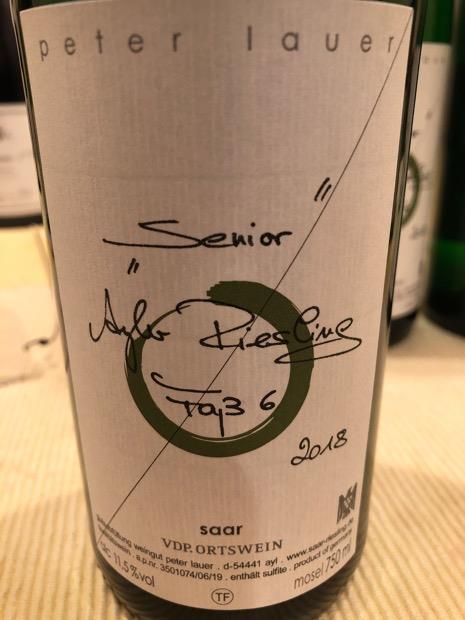 peter lauer
"Senior"
Ayler Riesling
Faß 6
2018
saar
VDP.ORTSWEIN
weingut peter lauer . d-54441 ayl . www.saar-riesling.de
a.p.nr. 3501074/06/19 . enthält sulfite . product of germany
alc 11.5%vol
mosel 750 ml
TF